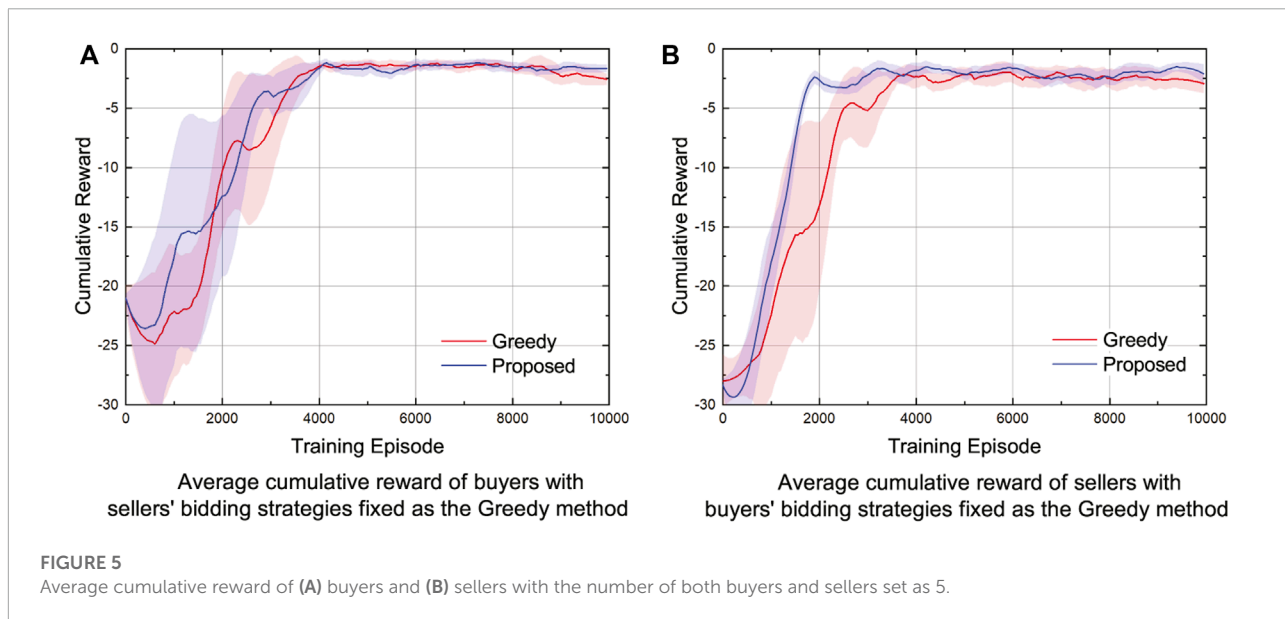 A
0
-5
-10
-15
-20
-25
-30
Cumulative Reward
0
2000
4000
6000
8000
10000
Training Episode
Greedy
Proposed
Average cumulative reward of buyers with
sellers' bidding strategies fixed as the Greedy method
B
0
-5
-10
-15
-20
-25
-30
Cumulative Reward
0
2000
4000
6000
8000
10000
Training Episode
Greedy
Proposed
Average cumulative reward of sellers with
buyers' bidding strategies fixed as the Greedy method
FIGURE 5
Average cumulative reward of (A) buyers and (B) sellers with the number of both buyers and sellers set as 5.